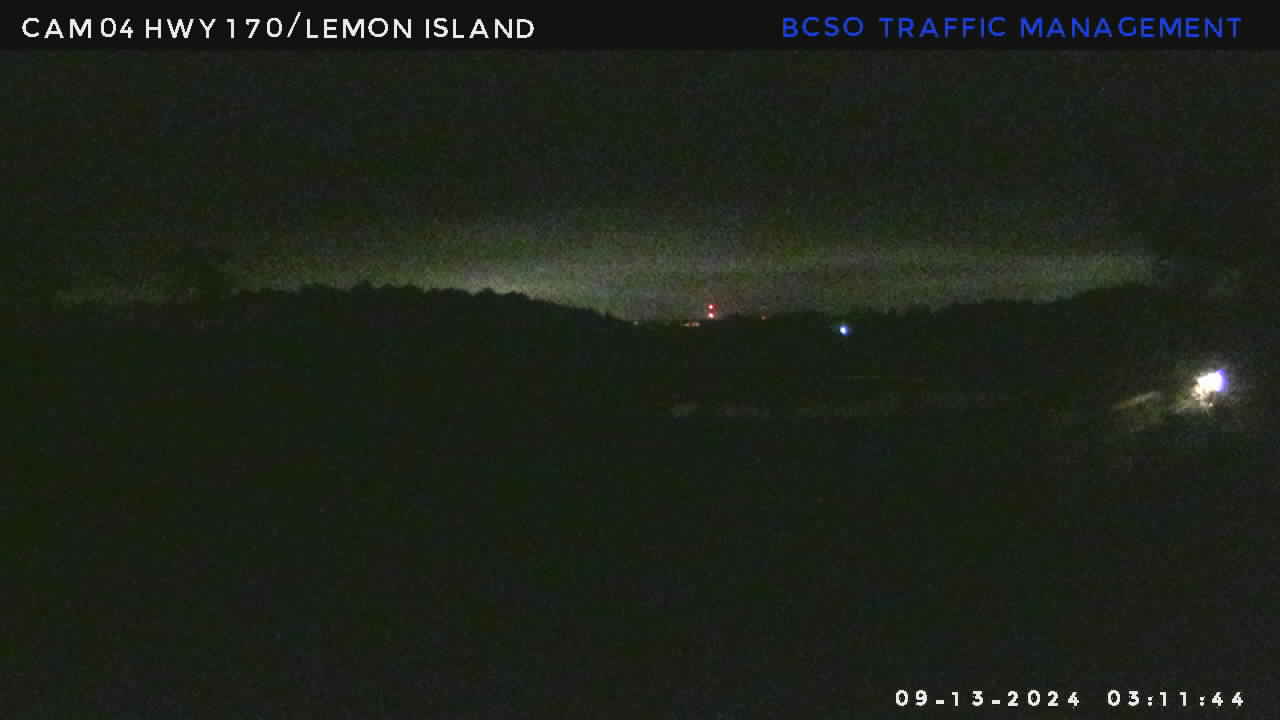 CAM04 HWY 170/LEMON ISLAND
BCSO TRAFFIC MANAGEMENT
09-13-2024 03:11:44